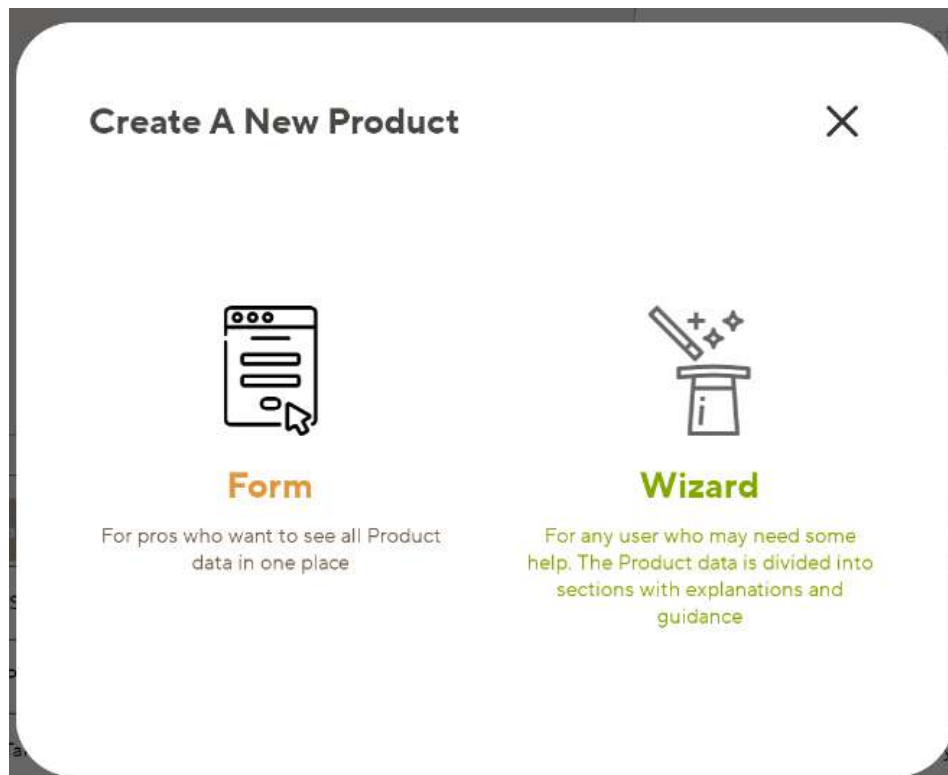 Create A New Product
Form
For pros who want to see all Product
data in one place
Wizard
For any user who may need some
help. The Product data is divided into
sections with explanations and
guidance